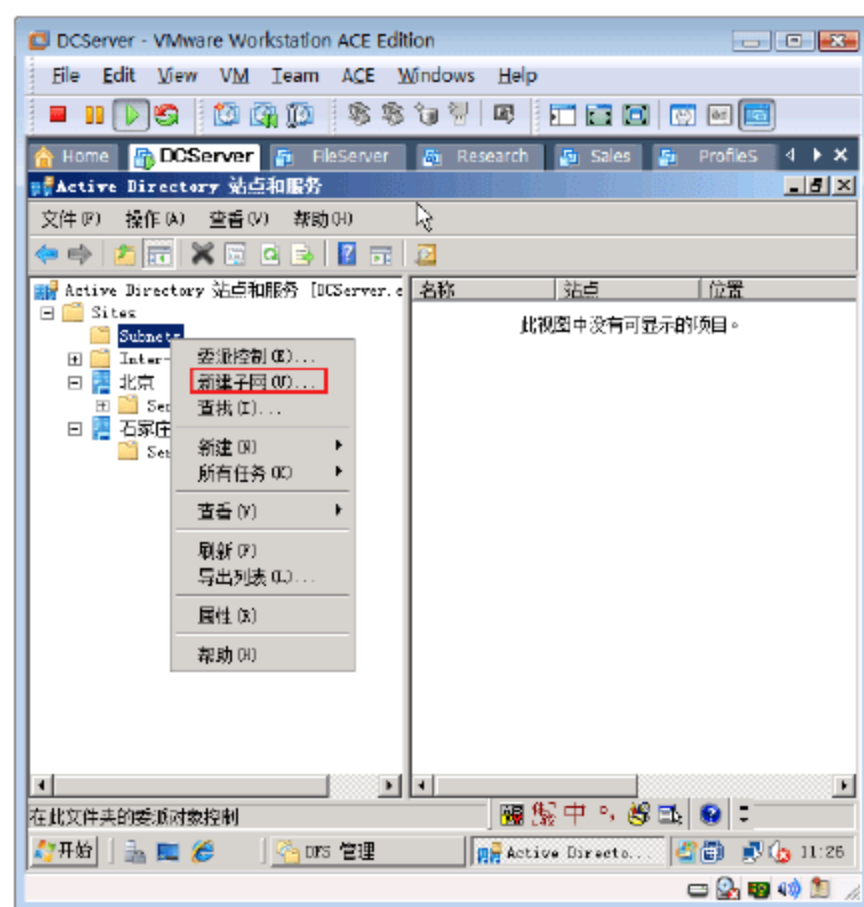 DCServer - VMware Workstation ACE Edition
File Edit View VM Team ACE Windows Help
Home DCServer FileServer Research Sales ProfileS
Active Directory 站点和服务
文件(F) 操作(A) 查看(V) 帮助(H)
Active Directory 站点和服务 [DCServer.c
名称 站点 位置
Sites
此视图中没有可显示的项目。
Subnets
Inter-
委派控制(E)...
北京
新建子网(U)...
Ser
查找(I)...
石家庄
新建(N)
Ser
所有任务(K)
查看(V)
刷新(F)
导出列表(L)...
属性(R)
帮助(H)
在此文件夹的委派对象控制
中
开始 DFS 管理 Active Directo... 11:26